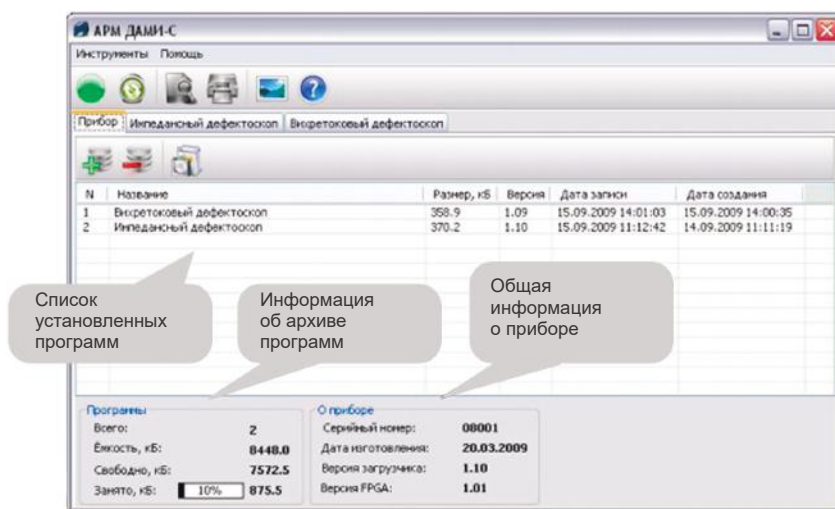 АРМ ДАМИ-С
Инструменты Помощь
Прибор Импедансный дефектоскоп Вихретоковый дефектоскоп
N Название Размер, кБ Версия Дата записи Дата создания
1 Вихретоковый дефектоскоп 358.9 1.09 15.09.2009 14:01:03 15.09.2009 14:00:35
2 Импедансный дефектоскоп 370.2 1.10 15.09.2009 11:12:42 14.09.2009 11:11:19
Список
установленных
программ
Информация
об архиве
программ
Общая
информация
о приборе
Программы
Всего: 2
Ёмкость, кБ: 8448.0
Свободно, кБ: 7572.5
Занято, кБ: 10% 875.5
О приборе
Серийный номер: 08001
Дата изготовления: 20.03.2009
Версия загрузчика: 1.10
Версия FPGA: 1.01